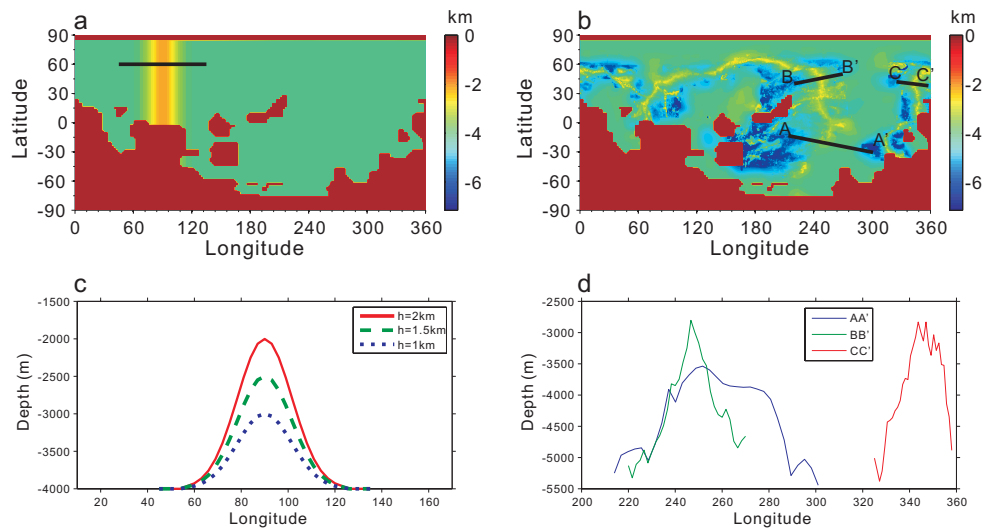 a
km
90
60
30
0
-30
-60
-90
Latitude
0 60 120 180 240 300 360
Longitude
0
-2
-4
-6
b
km
90
60
30
0
-30
-60
-90
Latitude
B B' C C'
A A'
0 60 120 180 240 300 360
Longitude
0
-2
-4
-6
c
-1500
-2000
-2500
-3000
-3500
-4000
Depth (m)
h=2km
h=1.5km
h=1km
20 40 60 80 100 120 140 160
Longitude
d
-2500
-3000
-3500
-4000
-4500
-5000
-5500
Depth (m)
AA'
BB'
CC'
200 220 240 260 280 300 320 340 360
Longitude